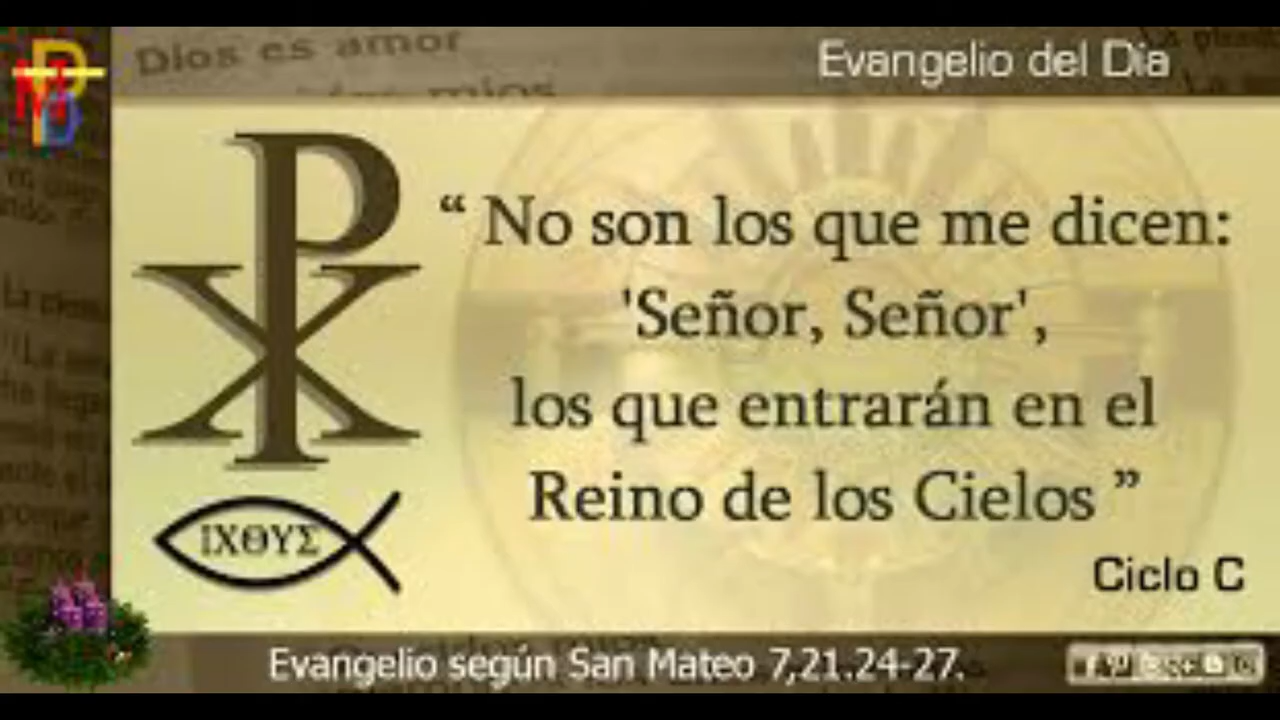 Dios es amor
Evangelio del Día
“ No son los que me dicen:
'Señor, Señor',
los que entrarán en el
Reino de los Cielos ”
ΙΧΘΥΣ
Ciclo C
Evangelio según San Mateo 7,21.24-27.